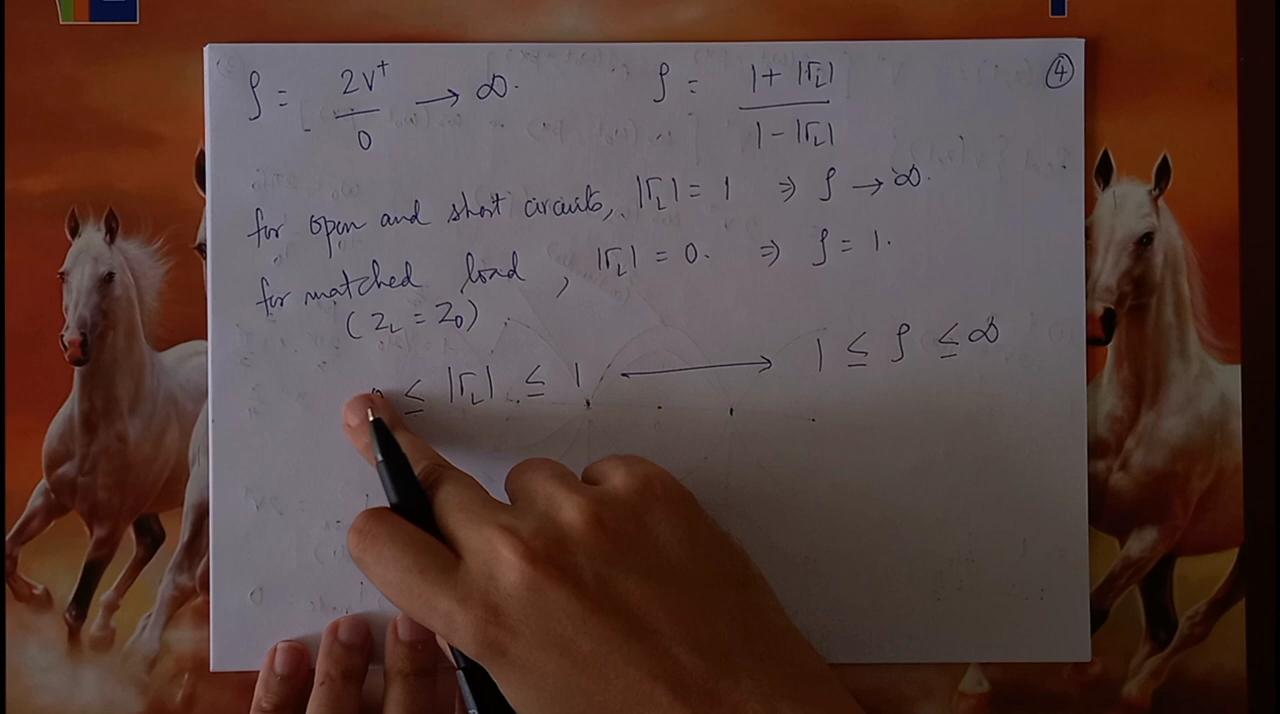 ρ = 2V⁺ / 0 → ∞. ρ = 1 + |Γ_L| / 1 - |Γ_L| ④
for open and short circuits, |Γ_L| = 1 ⇒ ρ → ∞.
for matched load, |Γ_L| = 0. ⇒ ρ = 1.
(Z_L = Z_0)
0 ≤ |Γ_L| ≤ 1 ⟶ 1 ≤ ρ ≤ ∞